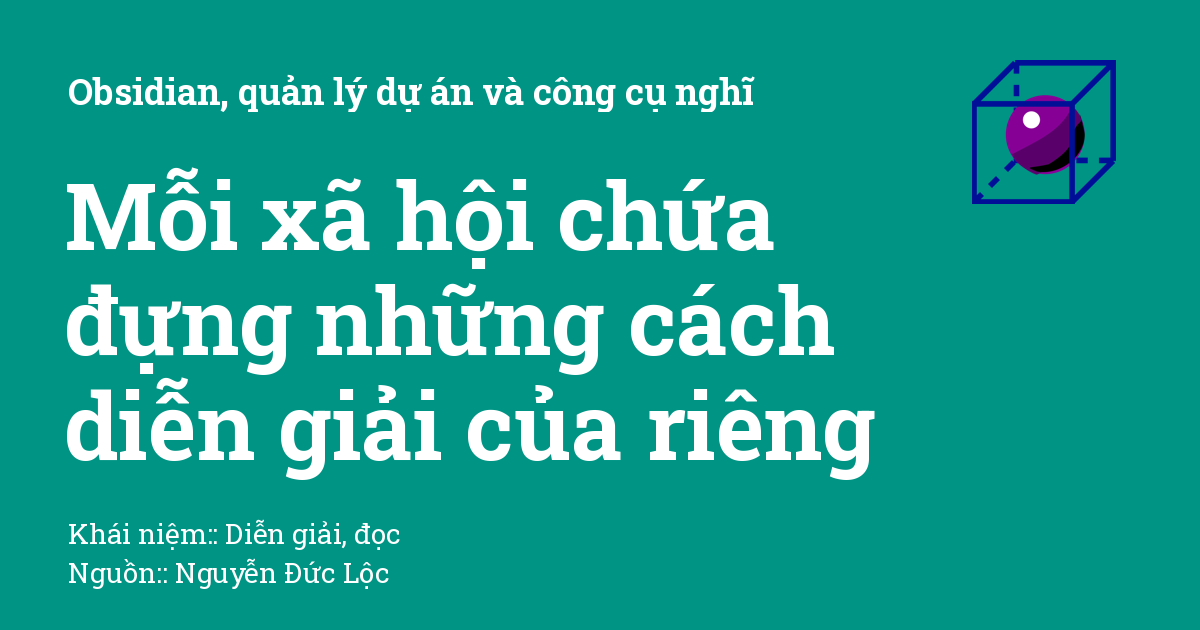 Obsidian, quản lý dự án và công cụ nghĩ
Mỗi xã hội chứa
đựng những cách
diễn giải của riêng
Khái niệm:: Diễn giải, đọc
Nguồn:: Nguyễn Đức Lộc